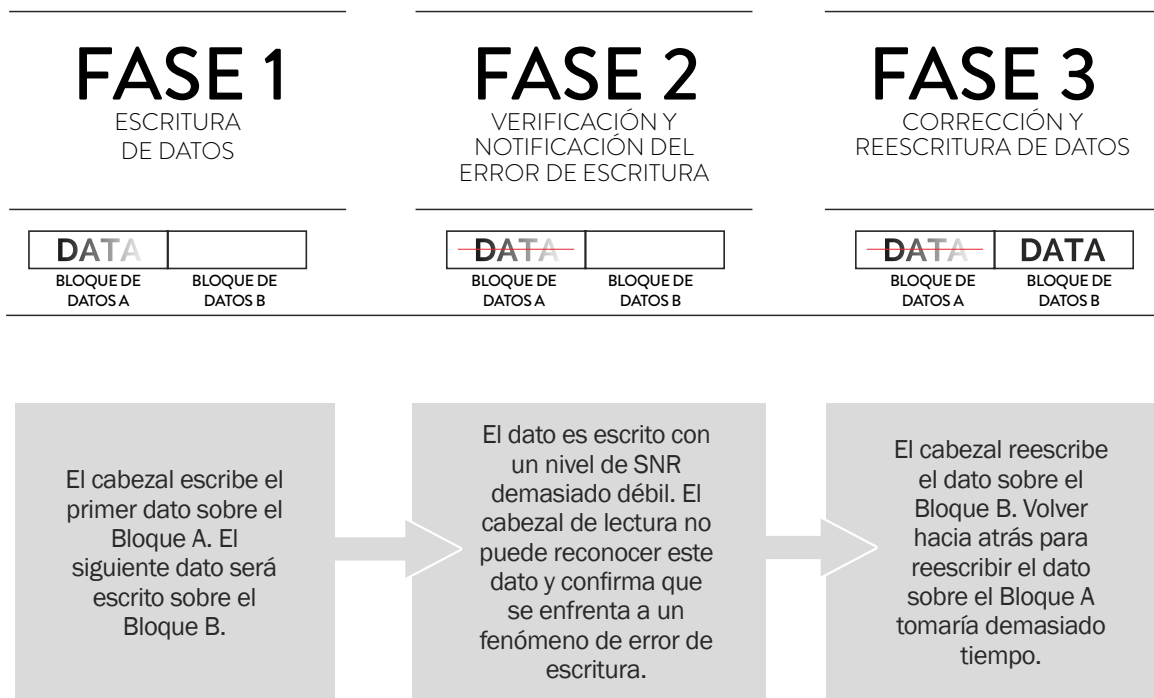 FASE 1
ESCRITURA
DE DATOS
FASE 2
VERIFICACIÓN Y
NOTIFICACIÓN DEL
ERROR DE ESCRITURA
FASE 3
CORRECCIÓN Y
REESCRITURA DE DATOS
DATA
BLOQUE DE
DATOS A
BLOQUE DE
DATOS B
DATA
BLOQUE DE
DATOS A
BLOQUE DE
DATOS B
DATA
DATA
BLOQUE DE
DATOS A
BLOQUE DE
DATOS B
El cabezal escribe el
primer dato sobre el
Bloque A. El
siguiente dato será
escrito sobre el
Bloque B.
El dato es escrito con
un nivel de SNR
demasiado débil. El
cabezal de lectura no
puede reconocer este
dato y confirma que
se enfrenta a un
fenómeno de error de
escritura.
El cabezal reescribe
el dato sobre el
Bloque B. Volver
hacia atrás para
reescribir el dato
sobre el Bloque A
tomaría demasiado
tiempo.